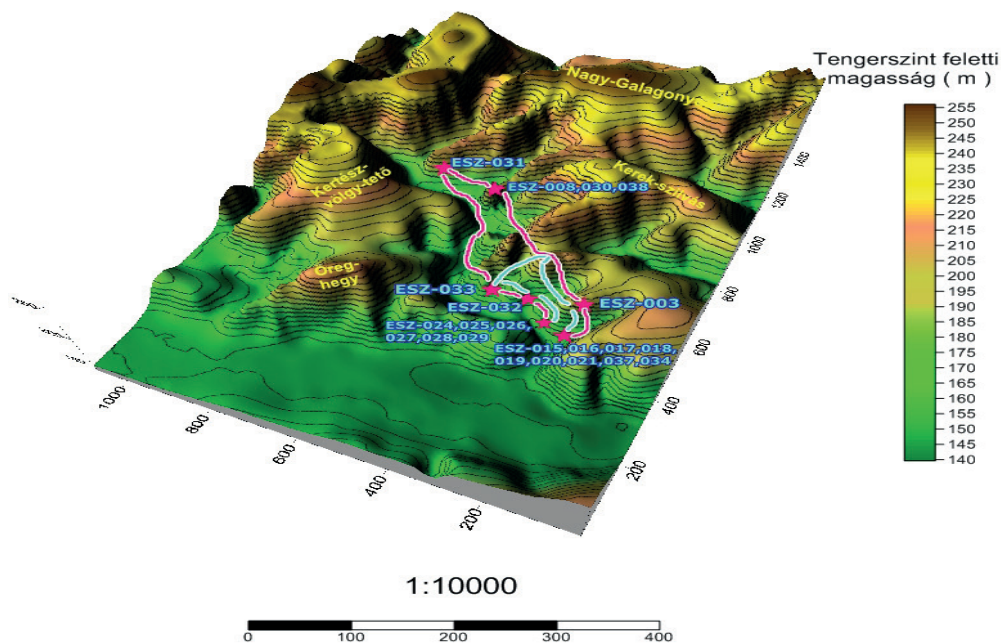 Tengerszint feletti
magasság ( m )
Nagy-Galagonyás
Kertész-
völgy-tető
Kerek-szirtás
Öreg-
hegy
ESZ-031
ESZ-008,030,038
ESZ-033
ESZ-003
ESZ-032
ESZ-024,025,026,
027,028,029
ESZ-015,016,017,018,
019,020,021,037,034
255
250
245
240
235
230
225
220
215
210
205
200
195
190
185
180
175
170
165
160
155
150
145
140
1400
1200
1000
800
600
400
200
1000
800
600
400
200
1:10000
0 100 200 300 400